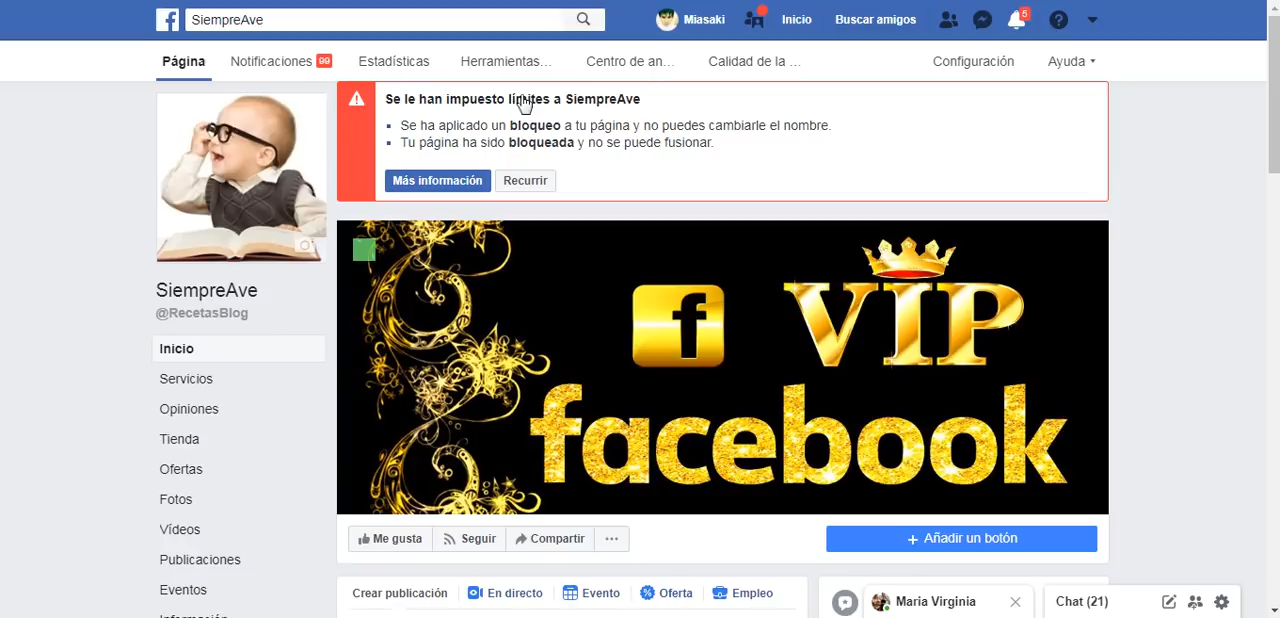 SiempreAve
Miasaki
Inicio
Buscar amigos
5
Página
Notificaciones 99
Estadísticas
Herramientas...
Centro de an...
Calidad de la ...
Configuración
Ayuda
Se le han impuesto límites a SiempreAve
Se ha aplicado un bloqueo a tu página y no puedes cambiarle el nombre.
Tu página ha sido bloqueada y no se puede fusionar.
Más información
Recurrir
SiempreAve
@RecetasBlog
Inicio
Servicios
Opiniones
Tienda
Ofertas
Fotos
Vídeos
Publicaciones
Eventos
Información
f VIP
facebook
Me gusta
Seguir
Compartir
...
+ Añadir un botón
Crear publicación
En directo
Evento
Oferta
Empleo
Maria Virginia
Chat (21)